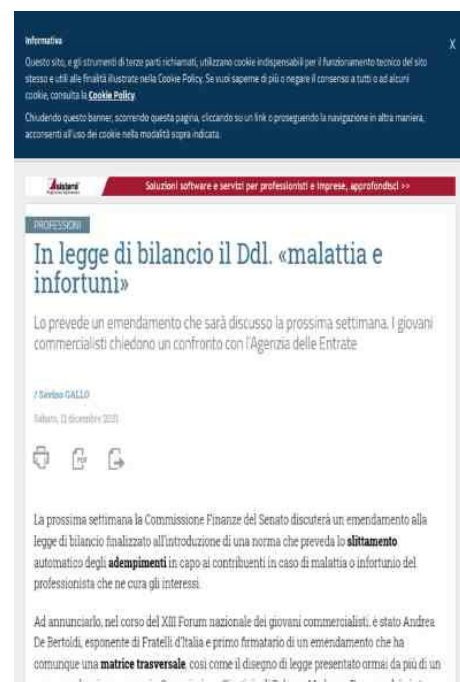 Informativa
X
Questo sito, e gli strumenti di terze parti richiamati, utilizzano cookie indispensabili per il funzionamento tecnico del sito
stesso e utili alle finalità illustrate nella Cookie Policy. Se vuoi saperne di più o negare il consenso a tutti o ad alcuni
cookie, consulta la Cookie Policy.
Chiudendo questo banner, scorrendo questa pagina, cliccando su un link o proseguendo la navigazione in altra maniera,
acconsenti all'uso dei cookie nella modalità sopra indicata.
Soluzioni software e servizi per professionisti e imprese, approfondisci >>
PROFESSIONI
In legge di bilancio il Ddl. «malattia e
infortuni»
Lo prevede un emendamento che sarà discusso la prossima settimana. I giovani
commercialisti chiedono un confronto con l'Agenzia delle Entrate
/ Savino GALLO
Sabato, 11 dicembre 2021
PDF
La prossima settimana la Commissione Finanze del Senato discuterà un emendamento alla
legge di bilancio finalizzato all'introduzione di una norma che preveda lo slittamento
automatico degli adempimenti in capo ai contribuenti in caso di malattia o infortunio del
professionista che ne cura gli interessi.
Ad annunciarlo, nel corso del XIII Forum nazionale dei giovani commercialisti, è stato Andrea
De Bertoldi, esponente di Fratelli d'Italia e primo firmatario di un emendamento che ha
comunque una matrice trasversale, così come il disegno di legge presentato ormai da più di un